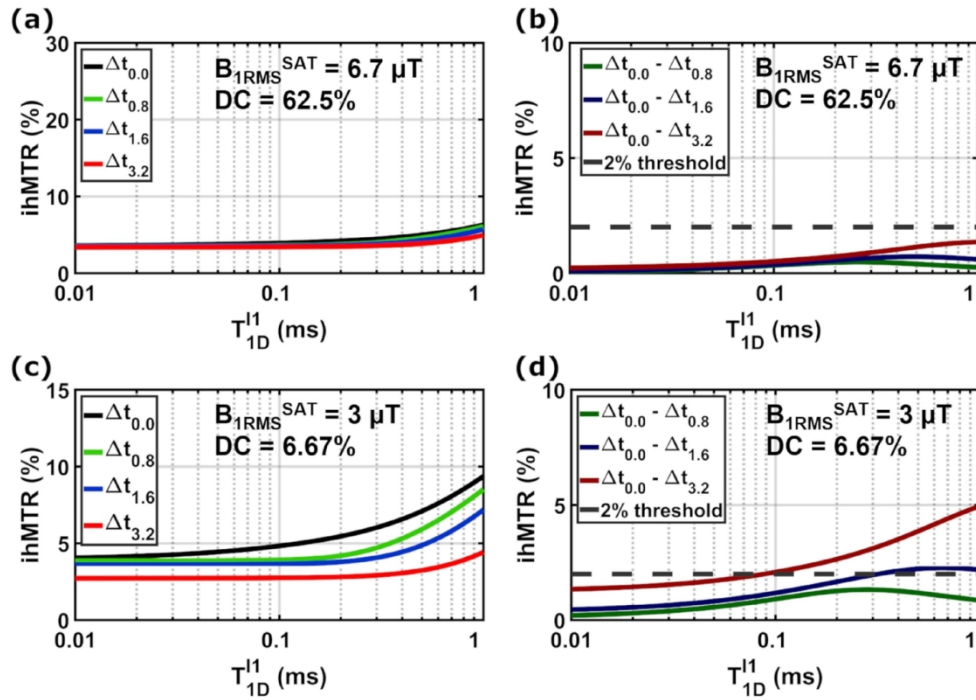 (a)
30
20
10
0
ihMTR (%)
Δt0.0
Δt0.8
Δt1.6
Δt3.2
B1RMS^SAT = 6.7 µT
DC = 62.5%
0.01 0.1 1
T1D^I1 (ms)
(b)
10
5
0
ihMTR (%)
Δt0.0 - Δt0.8
Δt0.0 - Δt1.6
Δt0.0 - Δt3.2
2% threshold
B1RMS^SAT = 6.7 µT
DC = 62.5%
0.01 0.1 1
T1D^I1 (ms)
(c)
15
10
5
0
ihMTR (%)
Δt0.0
Δt0.8
Δt1.6
Δt3.2
B1RMS^SAT = 3 µT
DC = 6.67%
0.01 0.1 1
T1D^I1 (ms)
(d)
10
5
0
ihMTR (%)
Δt0.0 - Δt0.8
Δt0.0 - Δt1.6
Δt0.0 - Δt3.2
2% threshold
B1RMS^SAT = 3 µT
DC = 6.67%
0.01 0.1 1
T1D^I1 (ms)